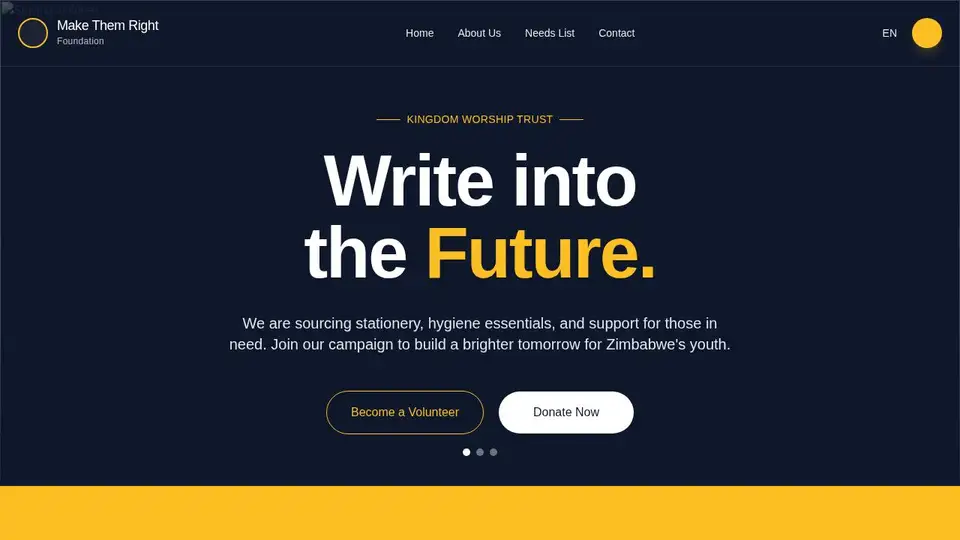 Make Them Right
Foundation
Home
About Us
Needs List
Contact
EN
KINGDOM WORSHIP TRUST
Write into
the Future.
We are sourcing stationery, hygiene essentials, and support for those in
need. Join our campaign to build a brighter tomorrow for Zimbabwe's youth.
Become a Volunteer
Donate Now